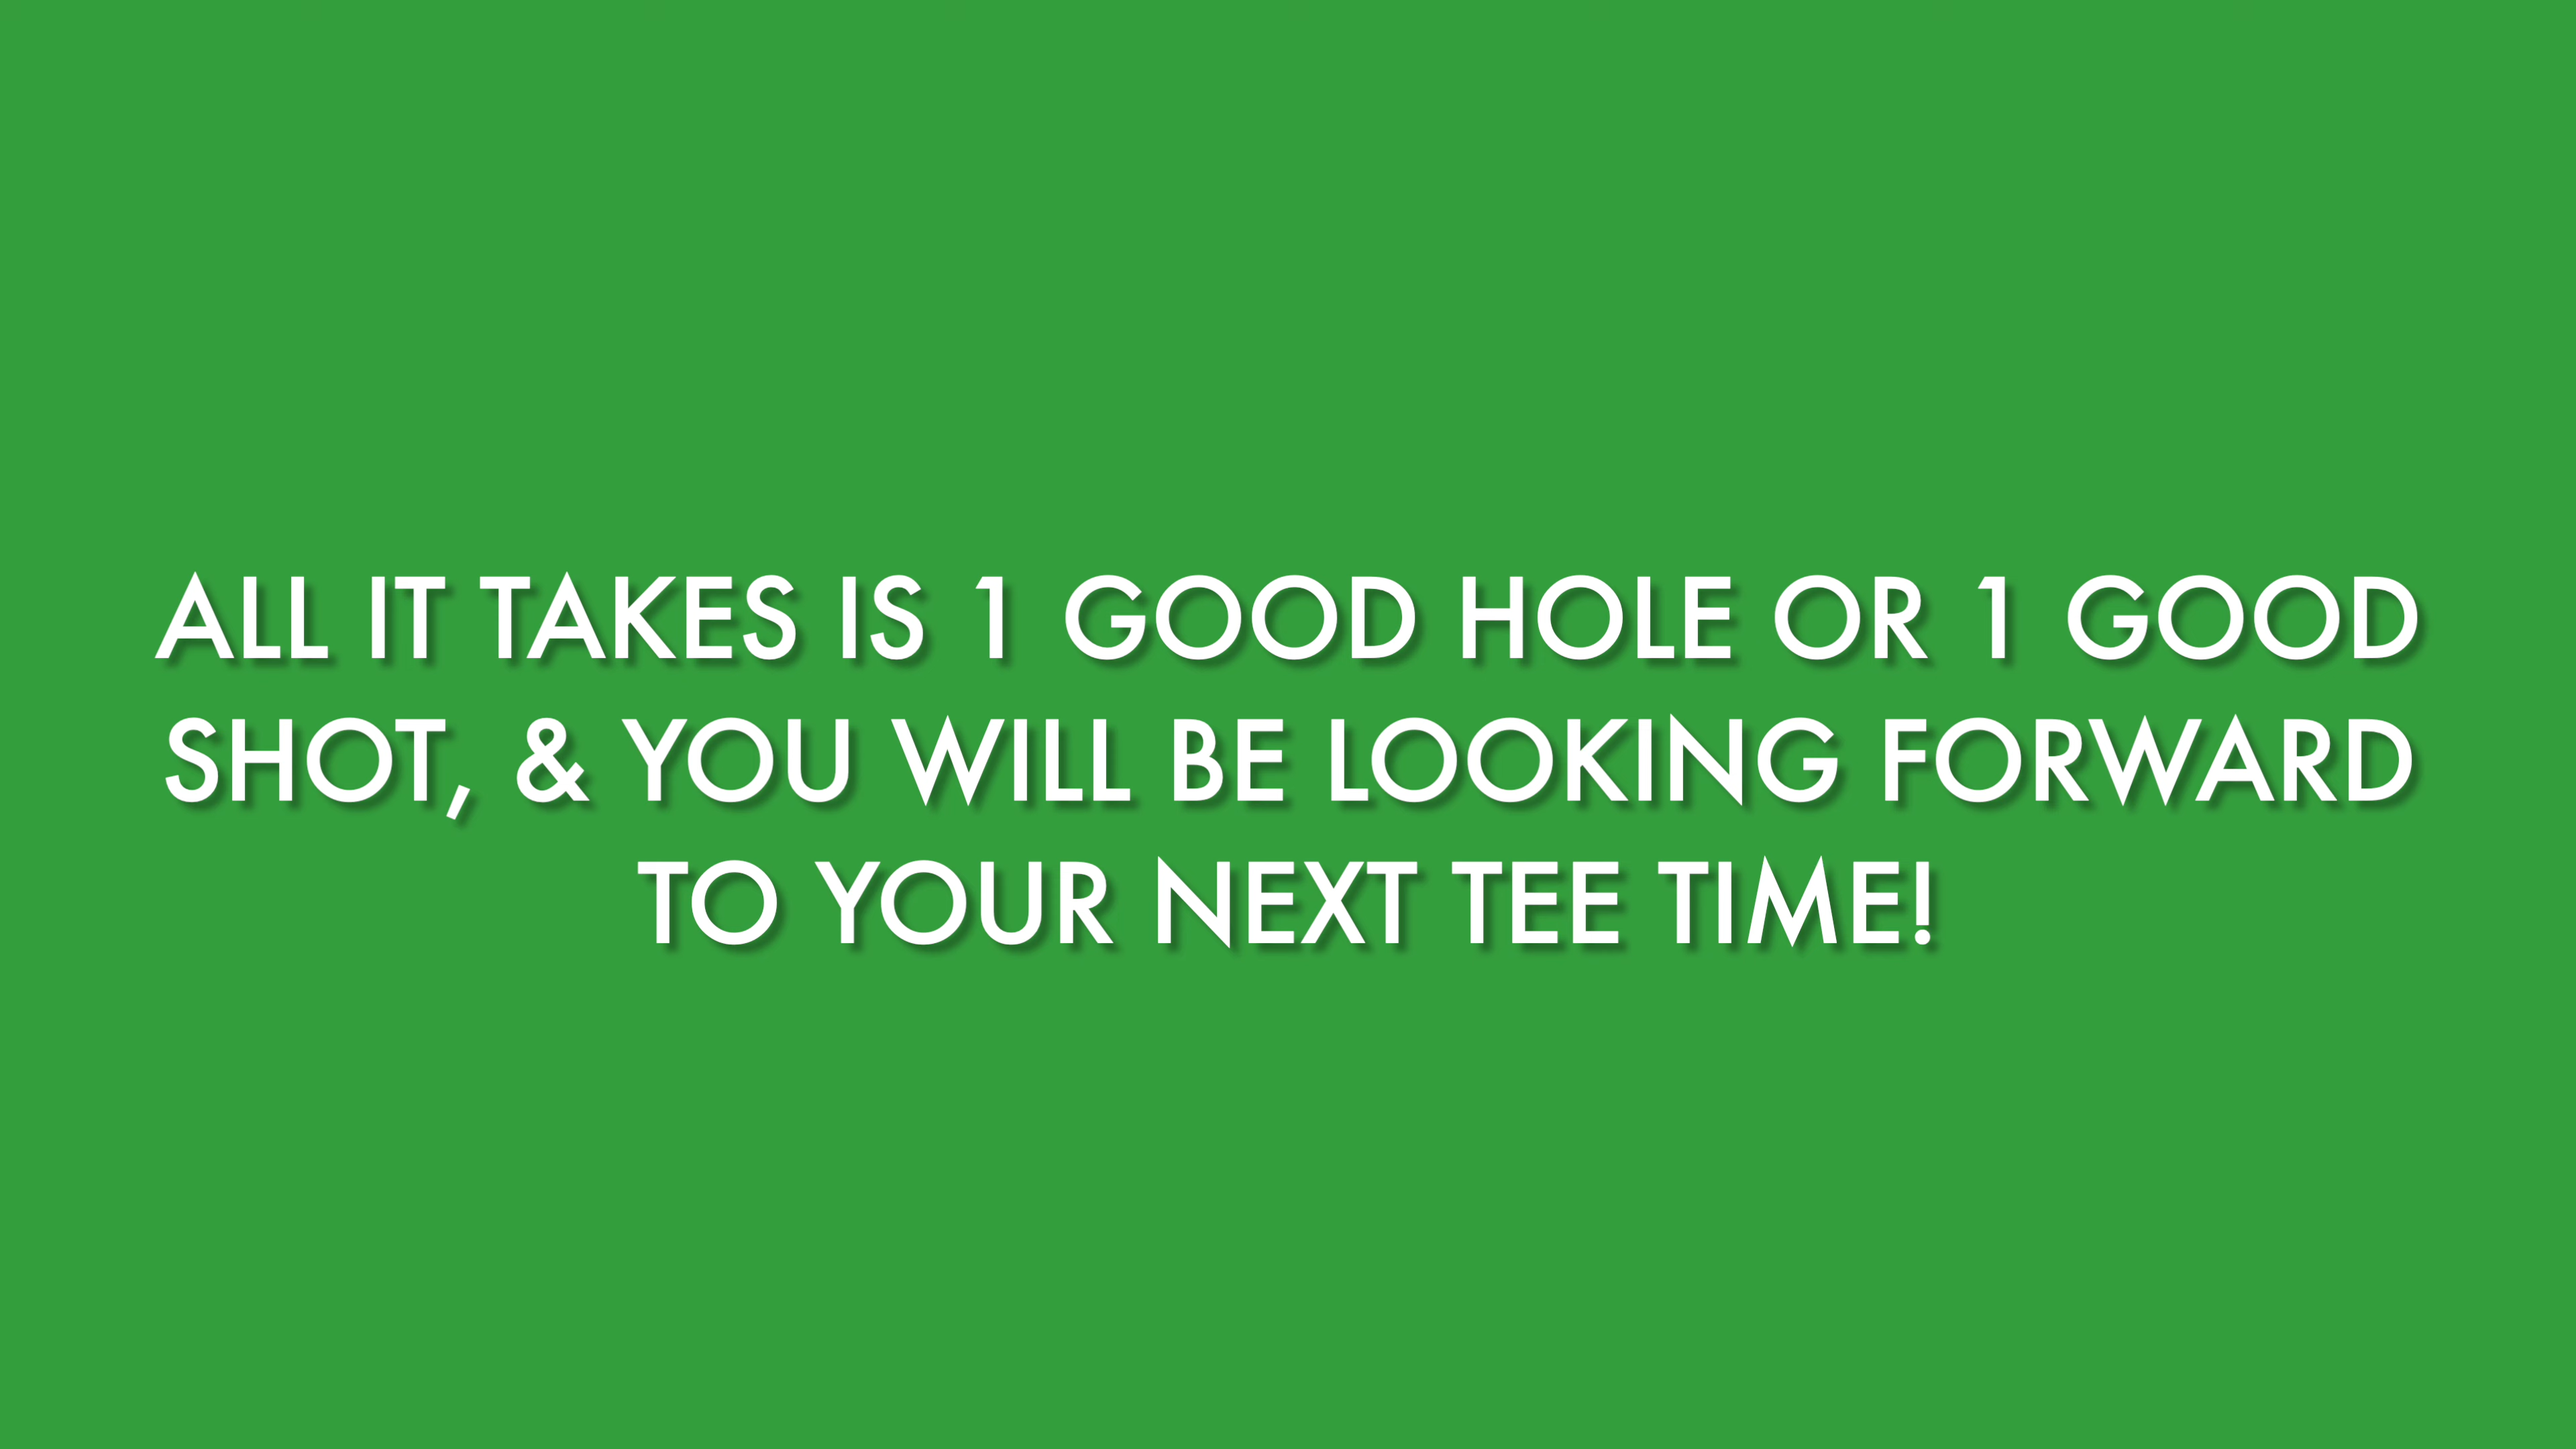 ALL IT TAKES IS 1 GOOD HOLE OR 1 GOOD
SHOT, & YOU WILL BE LOOKING FORWARD
TO YOUR NEXT TEE TIME!